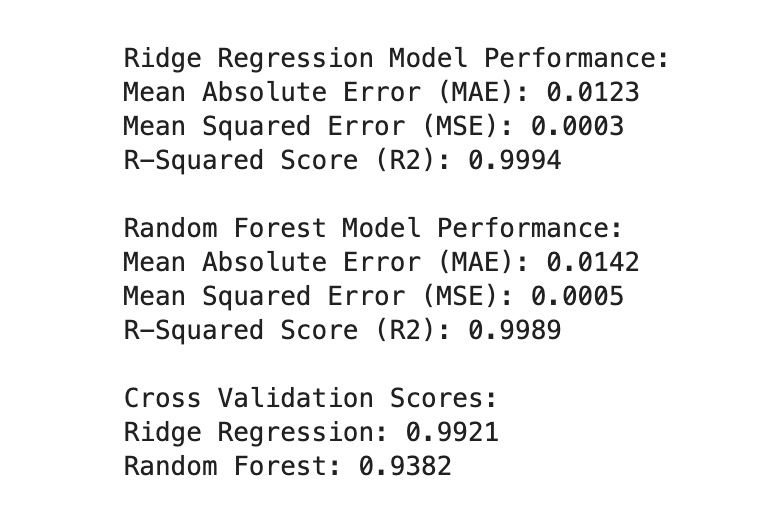 Ridge Regression Model Performance:
Mean Absolute Error (MAE): 0.0123
Mean Squared Error (MSE): 0.0003
R-Squared Score (R2): 0.9994
Random Forest Model Performance:
Mean Absolute Error (MAE): 0.0142
Mean Squared Error (MSE): 0.0005
R-Squared Score (R2): 0.9989
Cross Validation Scores:
Ridge Regression: 0.9921
Random Forest: 0.9382